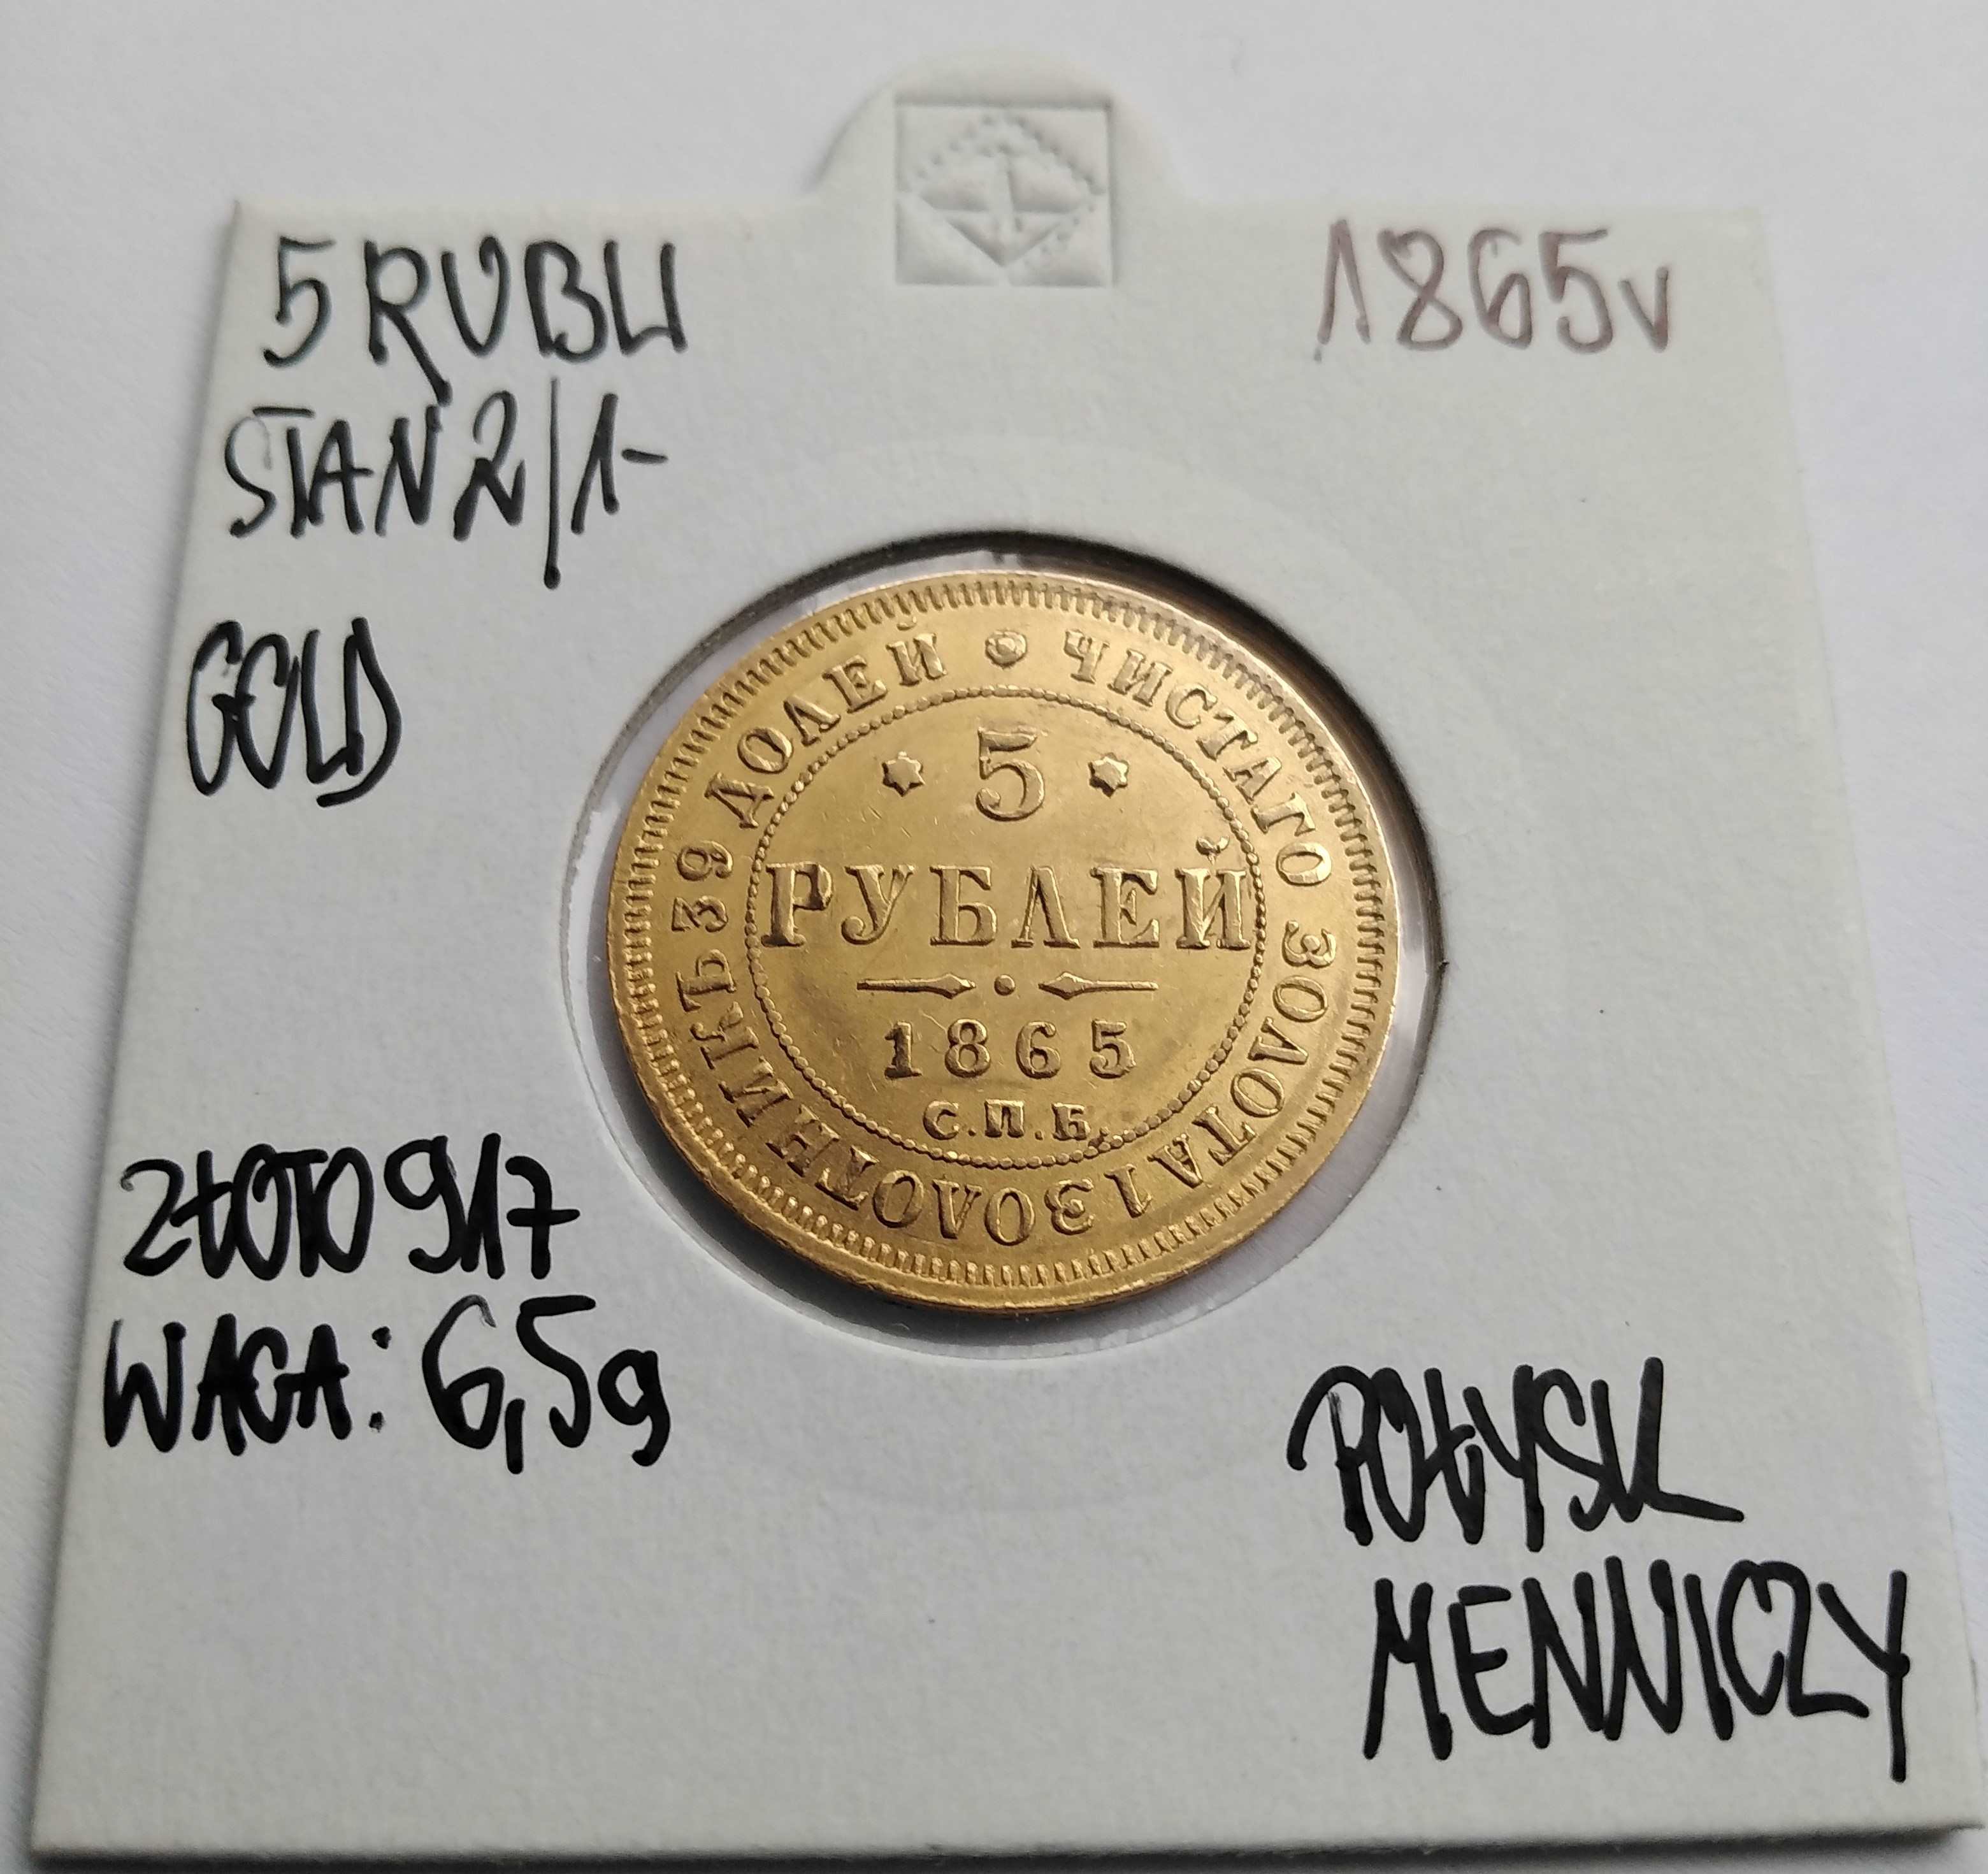 5 RUBLI
1865r
STAN 2/1-
GOLD
ЧИСТАГО ЗОЛОТА 1 ЗОЛОТНИКЪ 39 ДОЛЕЙ
5
РУБЛЕЙ
1865
С.П.Б.
ZŁOTO 917
WAGA: 6,5g
POŁYSK
MENNICZY